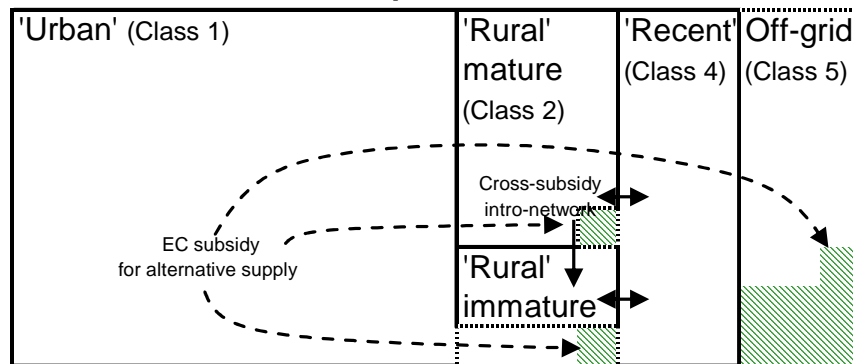 'Urban' (Class 1)
'Rural'
mature
(Class 2)
'Recent'
(Class 4)
Off-grid
(Class 5)
Cross-subsidy
intro-network
EC subsidy
for alternative supply
'Rural'
immature